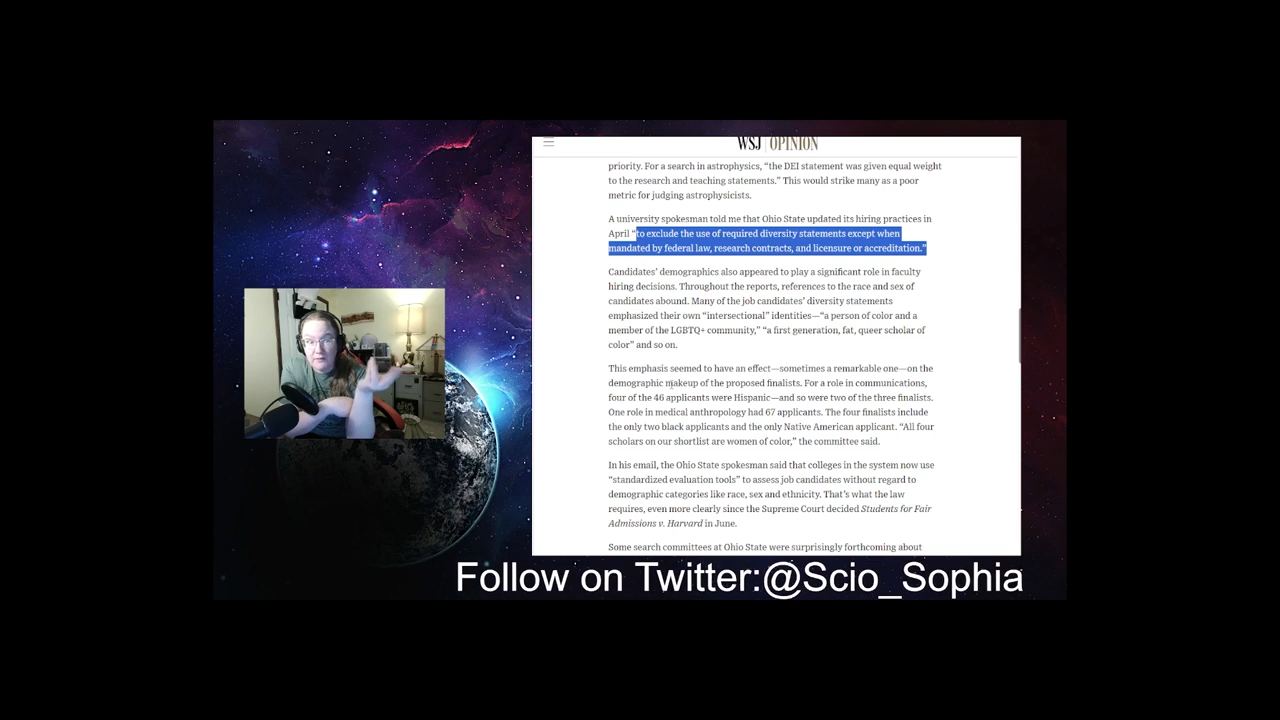 WSJ | OPINION
priority. For a search in astrophysics, “the DEI statement was given equal weight
to the research and teaching statements.” This would strike many as a poor
metric for judging astrophysicists.
A university spokesman told me that Ohio State updated its hiring practices in
April “to exclude the use of required diversity statements except when
mandated by federal law, research contracts, and licensure or accreditation.”
Candidates’ demographics also appeared to play a significant role in faculty
hiring decisions. Throughout the reports, references to the race and sex of
candidates abound. Many of the job candidates’ diversity statements
emphasized their own “intersectional” identities—“a person of color and a
member of the LGBTQ+ community,” “a first generation, fat, queer scholar of
color” and so on.
This emphasis seemed to have an effect—sometimes a remarkable one—on the
demographic makeup of the proposed finalists. For a role in communications,
four of the 46 applicants were Hispanic—and so were two of the three finalists.
One role in medical anthropology had 67 applicants. The four finalists include
the only two black applicants and the only Native American applicant. “All four
scholars on our shortlist are women of color,” the committee said.
In his email, the Ohio State spokesman said that colleges in the system now use
“standardized evaluation tools” to assess job candidates without regard to
demographic categories like race, sex and ethnicity. That’s what the law
requires, even more clearly since the Supreme Court decided Students for Fair
Admissions v. Harvard in June.
Some search committees at Ohio State were surprisingly forthcoming about
Follow on Twitter:@Scio_Sophia